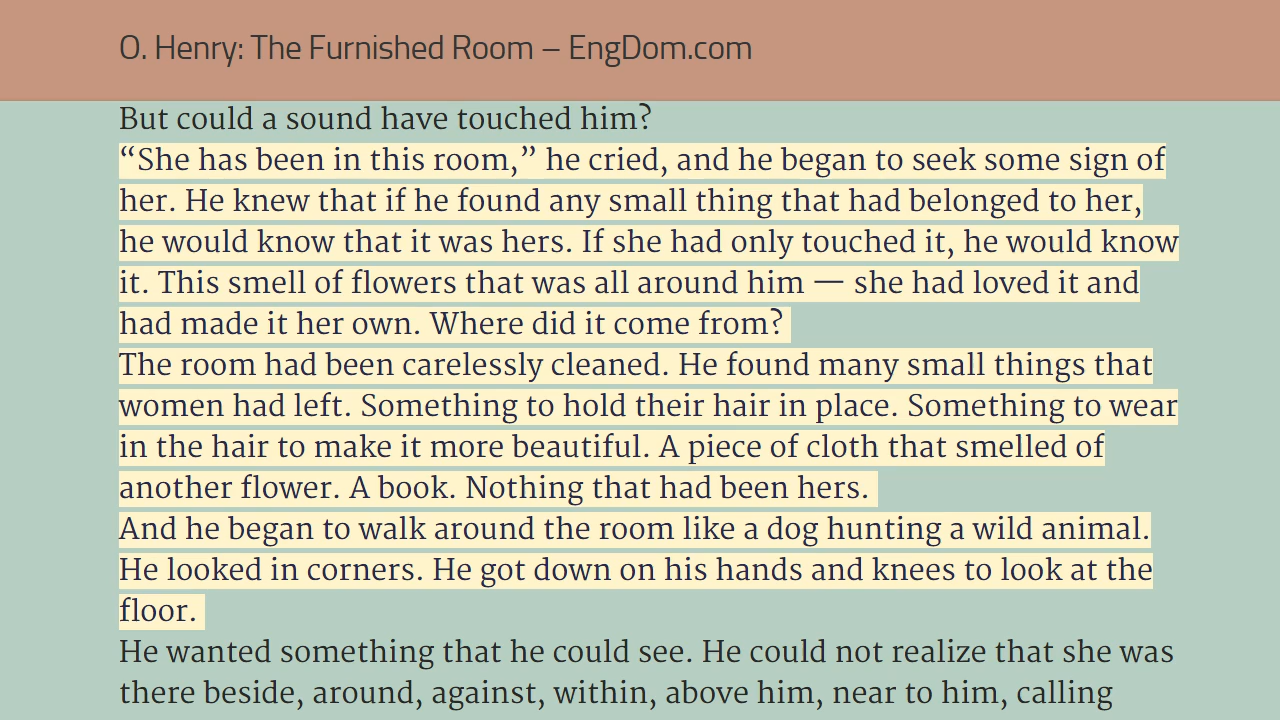 O. Henry: The Furnished Room – EngDom.com
But could a sound have touched him?
“She has been in this room,” he cried, and he began to seek some sign of
her. He knew that if he found any small thing that had belonged to her,
he would know that it was hers. If she had only touched it, he would know
it. This smell of flowers that was all around him — she had loved it and
had made it her own. Where did it come from?
The room had been carelessly cleaned. He found many small things that
women had left. Something to hold their hair in place. Something to wear
in the hair to make it more beautiful. A piece of cloth that smelled of
another flower. A book. Nothing that had been hers.
And he began to walk around the room like a dog hunting a wild animal.
He looked in corners. He got down on his hands and knees to look at the
floor.
He wanted something that he could see. He could not realize that she was
there beside, around, against, within, above him, near to him, calling